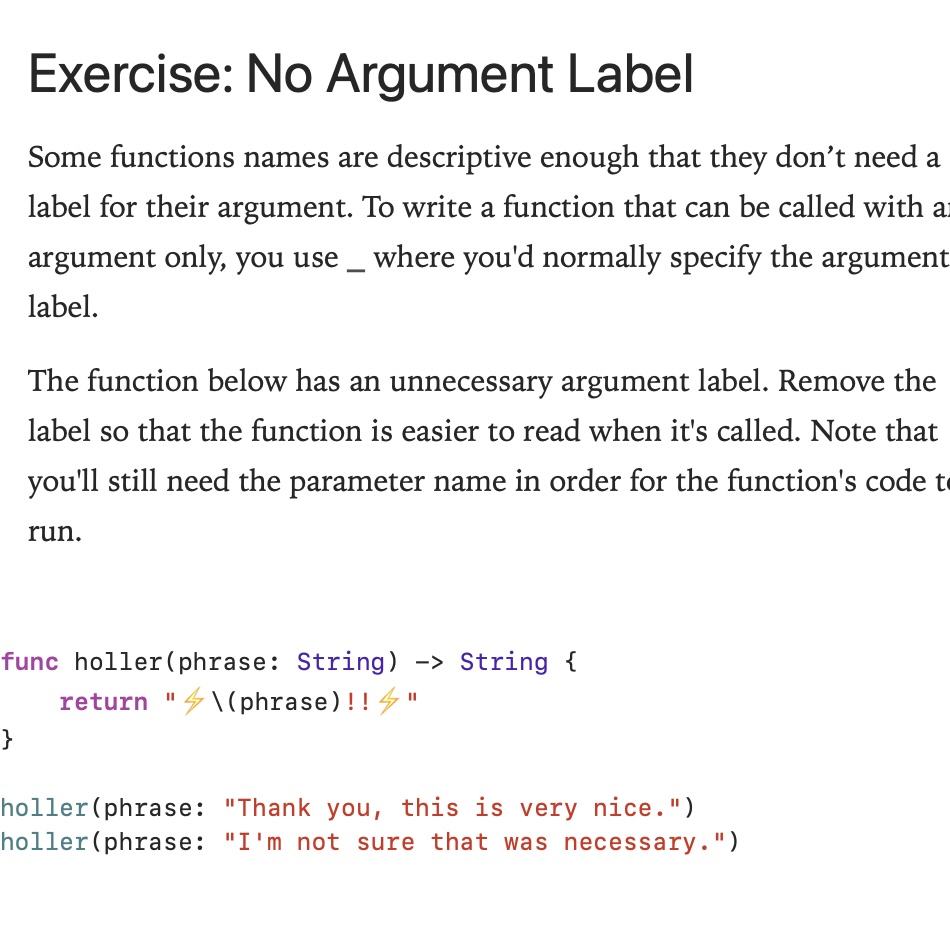 Exercise: No Argument Label
Some functions names are descriptive enough that they don’t need a
label for their argument. To write a function that can be called with
argument only, you use _ where you'd normally specify the argument
label.
The function below has an unnecessary argument label. Remove the
label so that the function is easier to read when it's called. Note that
you'll still need the parameter name in order for the function's code
run.
func holler(phrase: String) -> String {
    return "⚡️\(phrase)!!⚡️"
}
holler(phrase: "Thank you, this is very nice.")
holler(phrase: "I'm not sure that was necessary.")